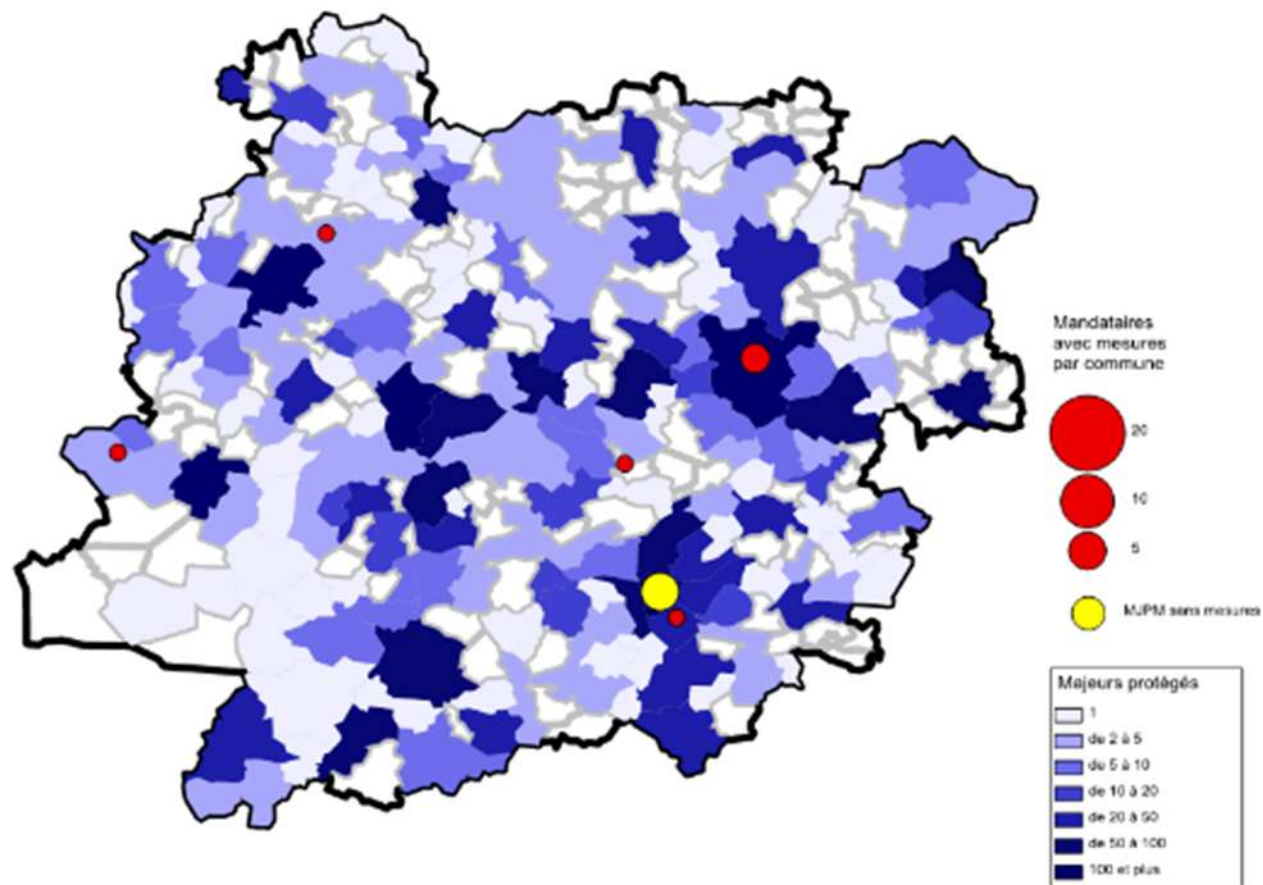 Mandataires
avec mesures
par commune
20
10
5
MJPM sans mesures
Majeurs protégés
1
de 2 à 5
de 5 à 10
de 10 à 20
de 20 à 50
de 50 à 100
100 et plus